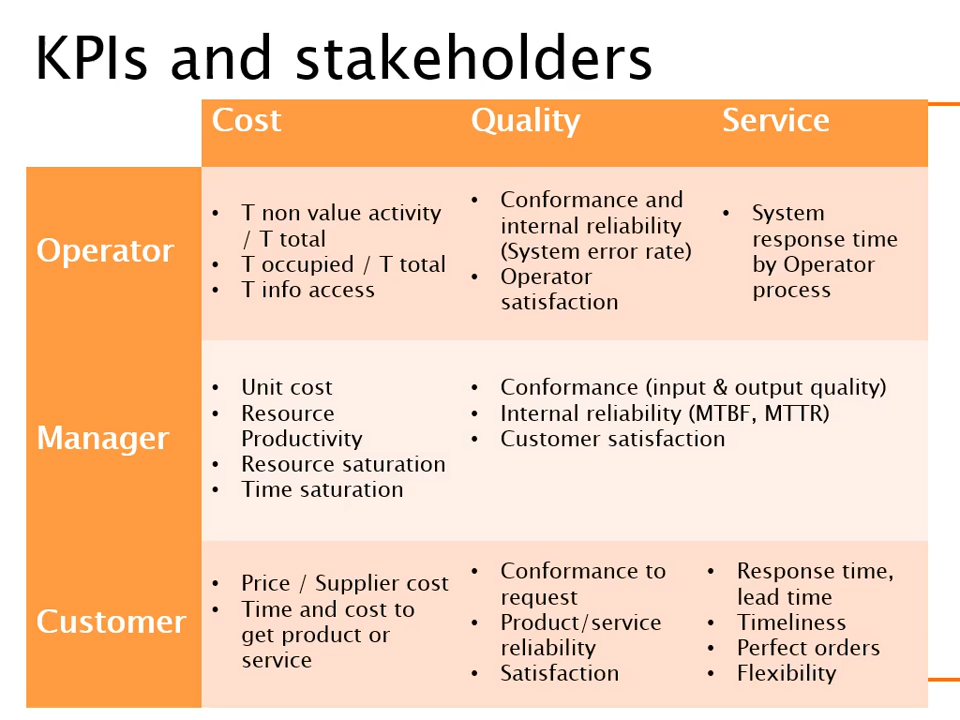 KPIs and stakeholders
Cost
Quality
Service
Operator
• T non value activity
/ T total
• T occupied / T total
• T info access
• Conformance and
internal reliability
(System error rate)
• Operator
satisfaction
• System
response time
by Operator
process
Manager
• Unit cost
• Resource
Productivity
• Resource saturation
• Time saturation
• Conformance (input & output quality)
• Internal reliability (MTBF, MTTR)
• Customer satisfaction
Customer
• Price / Supplier cost
• Time and cost to
get product or
service
• Conformance to
request
• Product/service
reliability
• Satisfaction
• Response time,
lead time
• Timeliness
• Perfect orders
• Flexibility